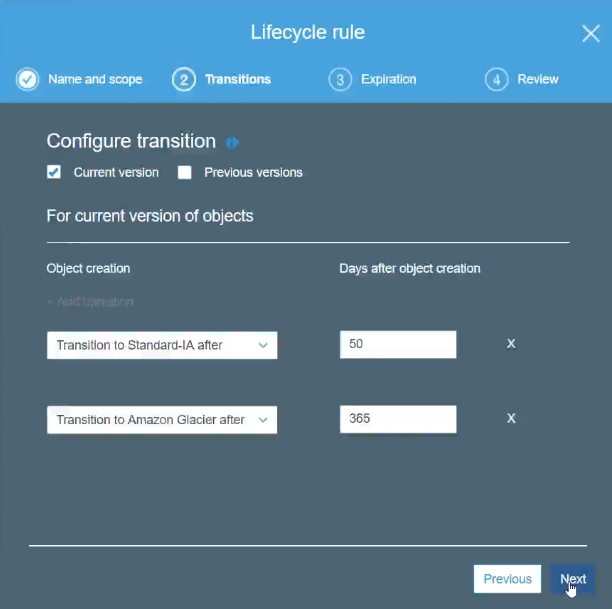 Lifecycle rule
Name and scope
2 Transitions
3 Expiration
4 Review
Configure transition
Current version
Previous versions
For current version of objects
Object creation
Days after object creation
+ Add transition
Transition to Standard-IA after
50
X
Transition to Amazon Glacier after
365
X
Previous
Next